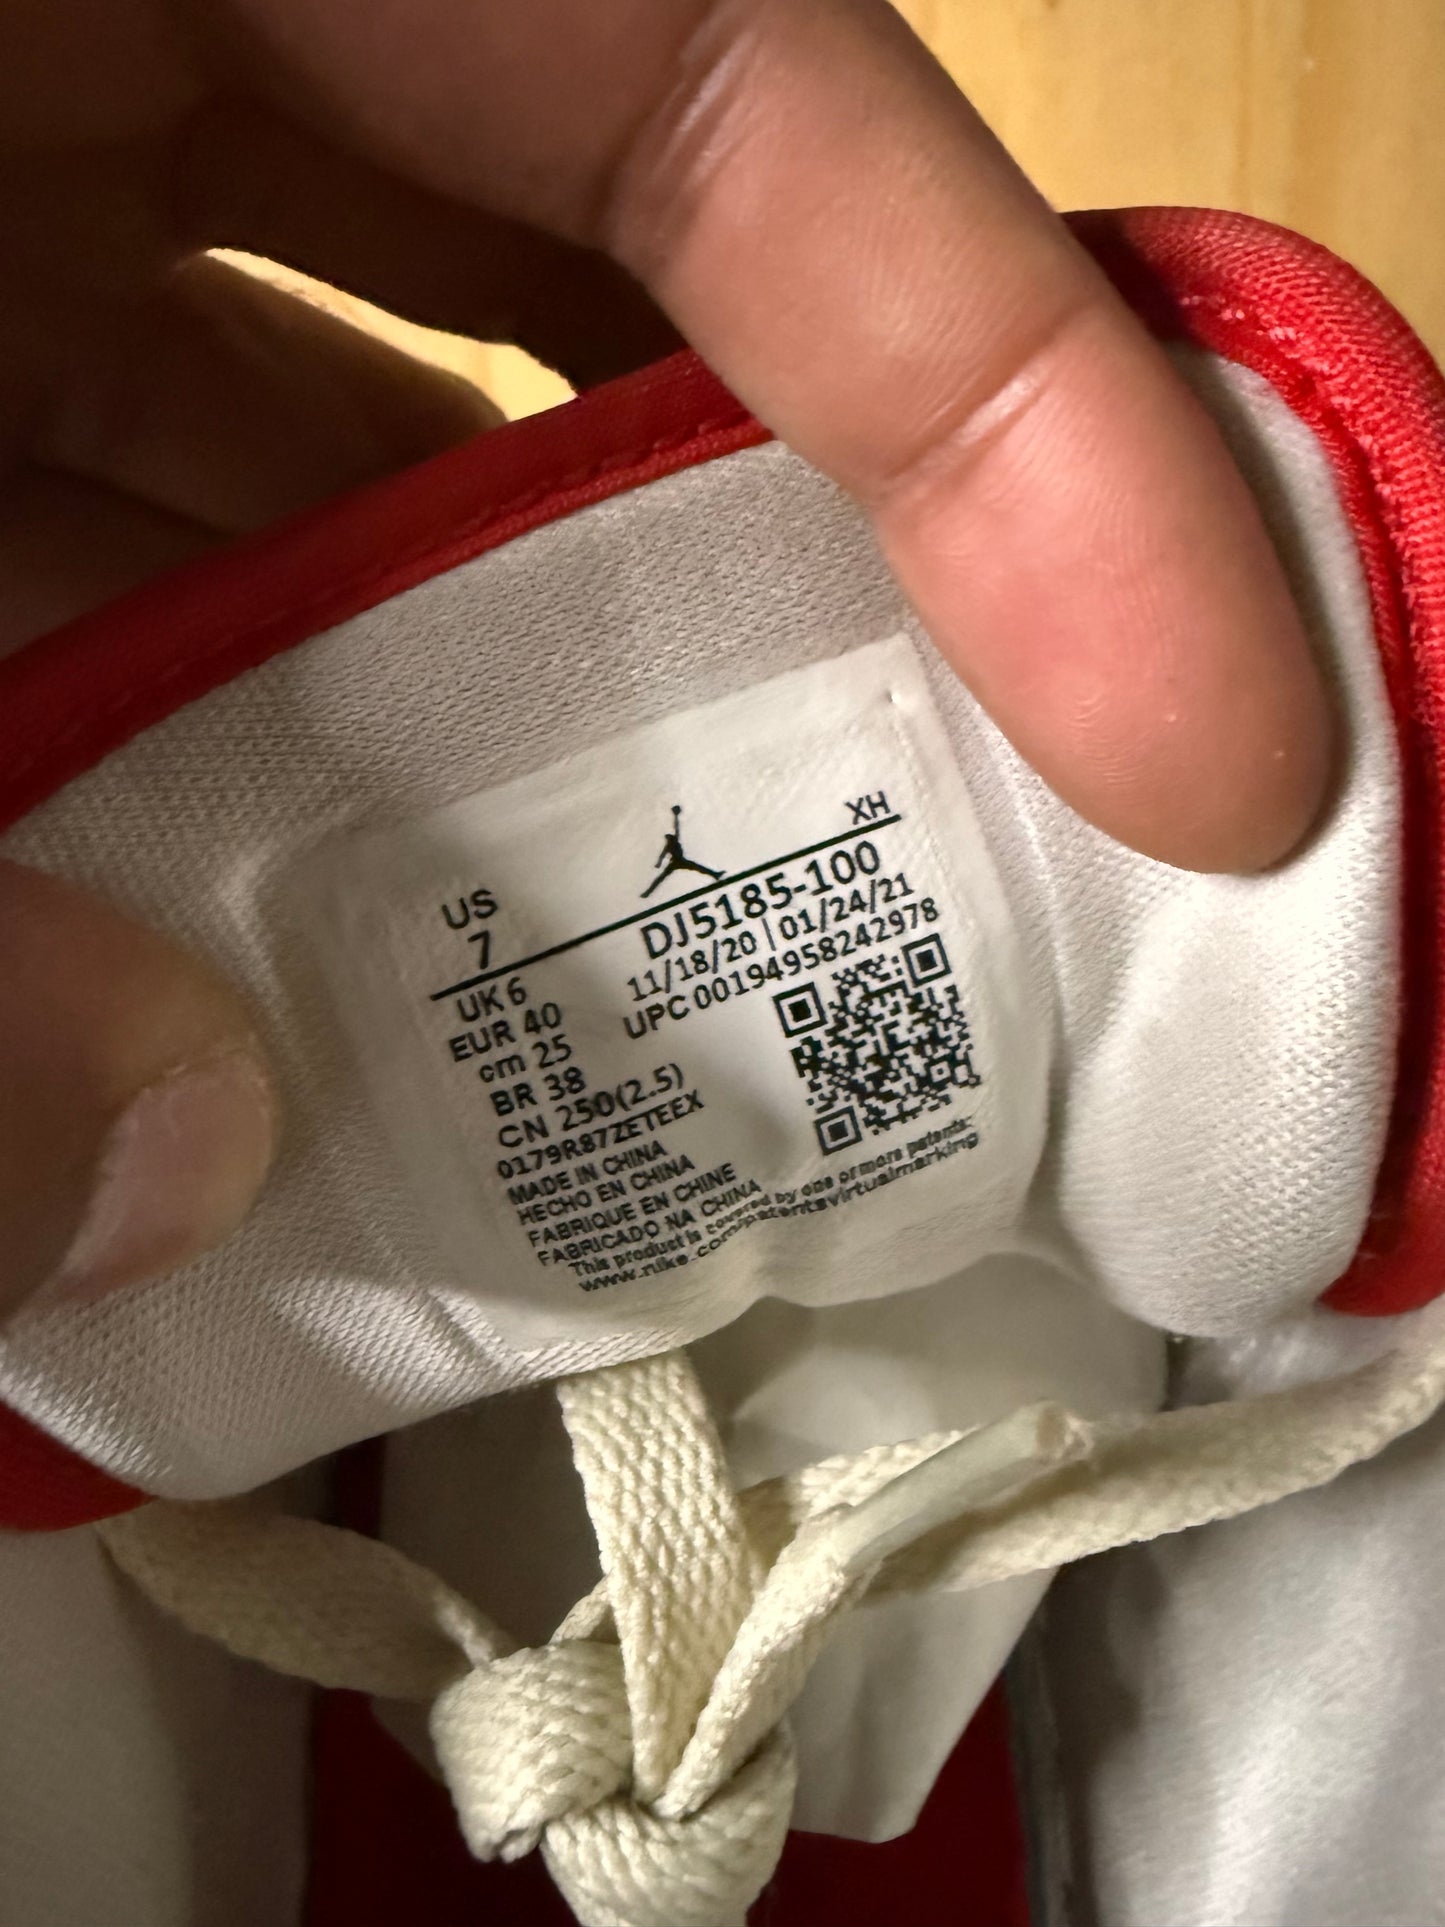 XH
US
7
DJ5185-100
11/18/20 | 01/24/21
UPC 00194958242978
UK 6
EUR 40
cm 25
BR 38
CN 250(2.5)
0179R87ZETEEX
MADE IN CHINA
HECHO EN CHINA
FABRIQUE EN CHINE
FABRICADO NA CHINA
This product is covered by one or more patents:
www.nike.com/patentsvirtualmarking